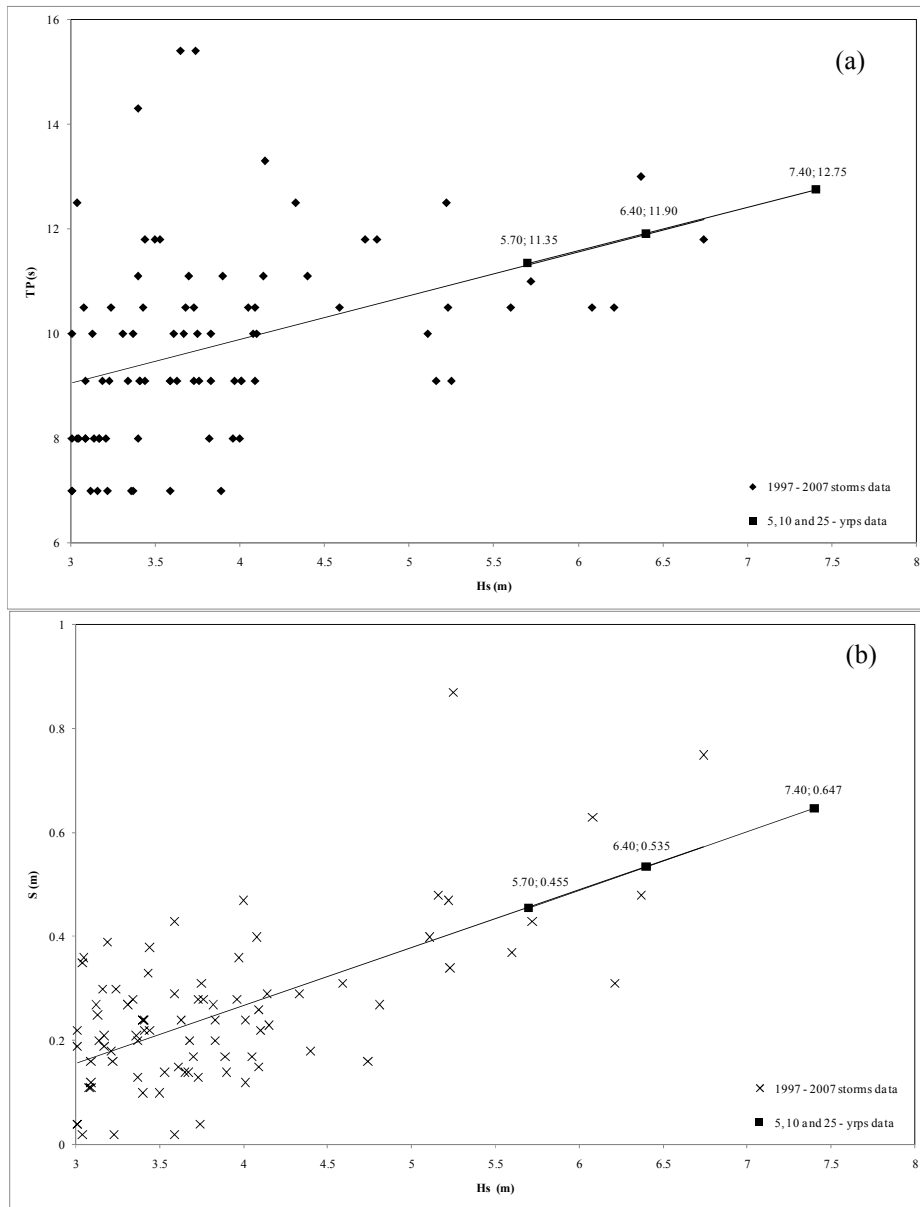 (a)
16
14
12
10
8
6
TP (s)
7.40; 12.75
6.40; 11.90
5.70; 11.35
1997 - 2007 storms data
5, 10 and 25 - yrps data
3 3.5 4 4.5 5 5.5 6 6.5 7 7.5 8
Hs (m)
(b)
1
0.8
0.6
0.4
0.2
0
S (m)
7.40; 0.647
6.40; 0.535
5.70; 0.455
1997 - 2007 storms data
5, 10 and 25 - yrps data
3 3.5 4 4.5 5 5.5 6 6.5 7 7.5 8
Hs (m)